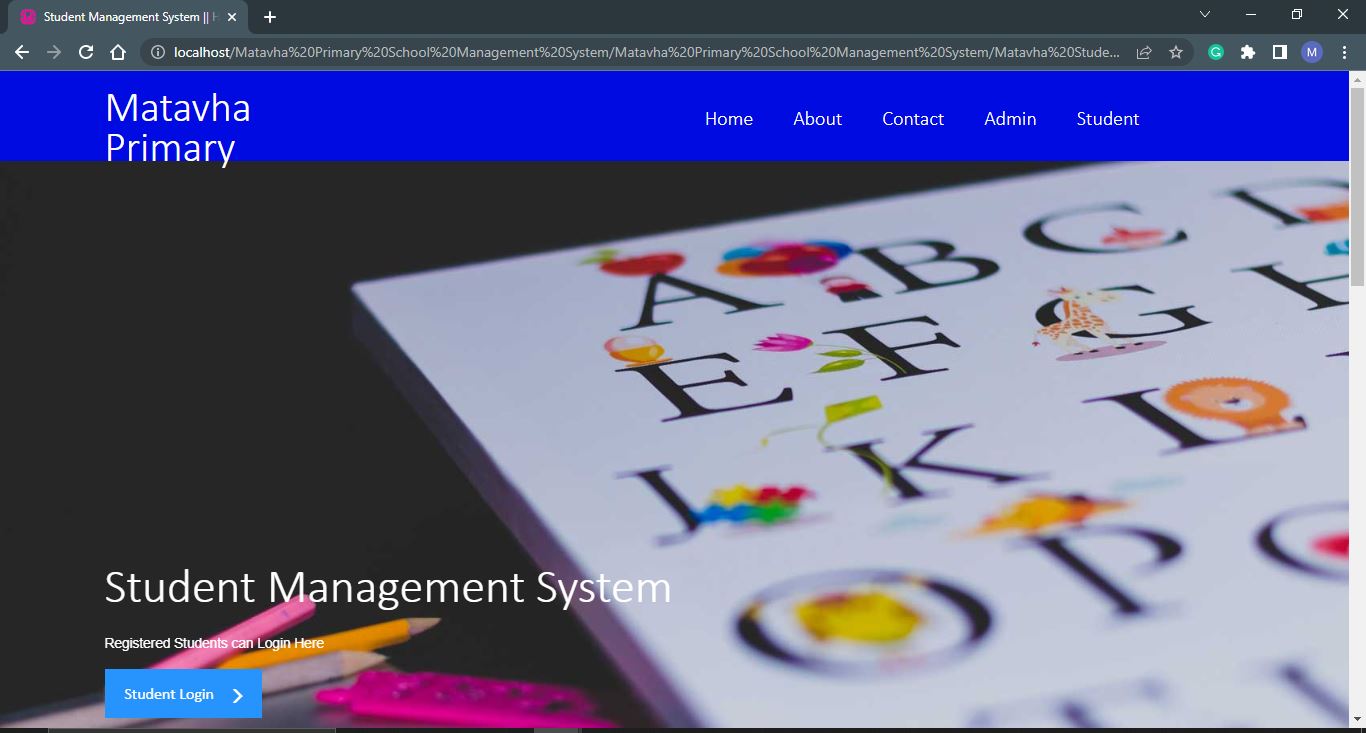 Student Management System || H
localhost/Matavha%20Primary%20School%20Management%20System/Matavha%20Primary%20School%20Management%20System/Matavha%20Stude...
G
M
Matavha
Primary
Home
About
Contact
Admin
Student
A B C D
E F G H
J K L
O P
Student Management System
Registered Students can Login Here
Student Login